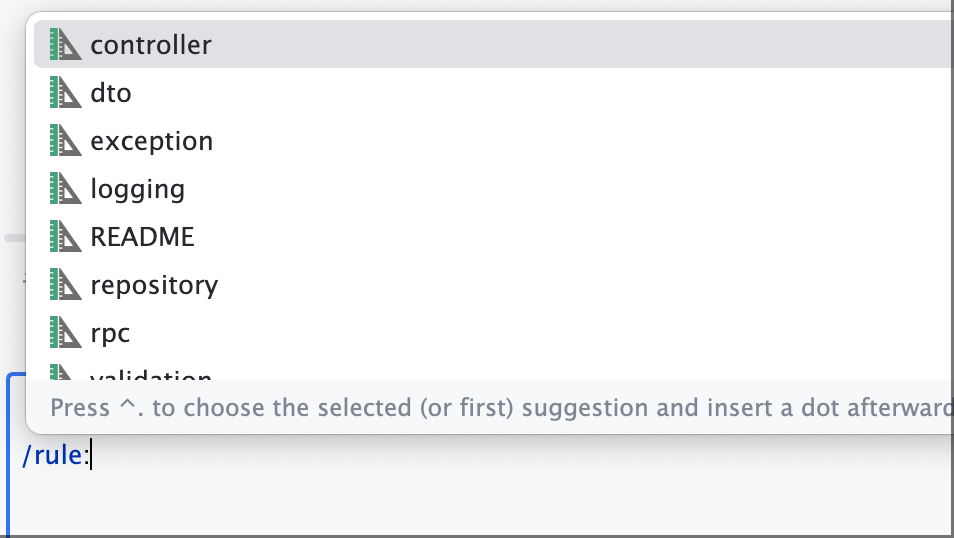 controller
dto
exception
logging
README
repository
rpc
validation
Press ^. to choose the selected (or first) suggestion and insert a dot afterward
/rule: